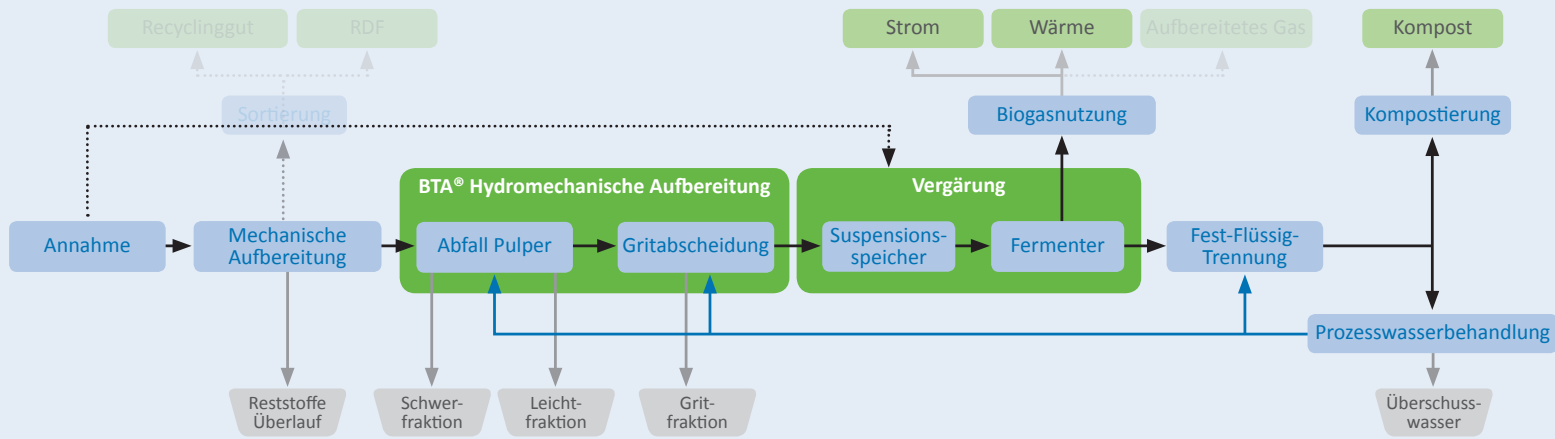 Recyclinggut
RDF
Strom
Wärme
Aufbereitetes Gas
Kompost
Sortierung
Biogasnutzung
Kompostierung
BTA® Hydromechanische Aufbereitung
Vergärung
Annahme
Mechanische
Aufbereitung
Abfall Pulper
Gritabscheidung
Suspensions-
speicher
Fermenter
Fest-Flüssig-
Trennung
Prozesswasserbehandlung
Reststoffe
Überlauf
Schwer-
fraktion
Leicht-
fraktion
Grit-
fraktion
Überschuss-
wasser